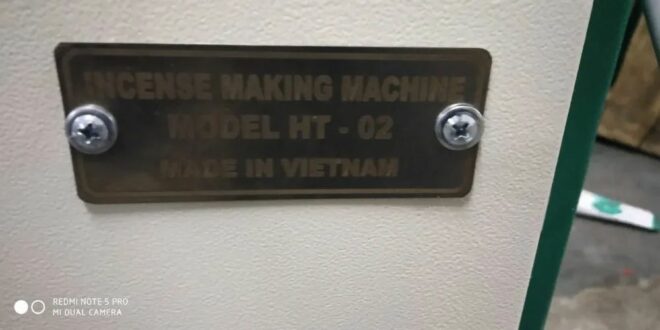 INCENSE MAKING MACHINE
MODEL HT - 02
MADE IN VIETNAM
REDMI NOTE 5 PRO
MI DUAL CAMERA